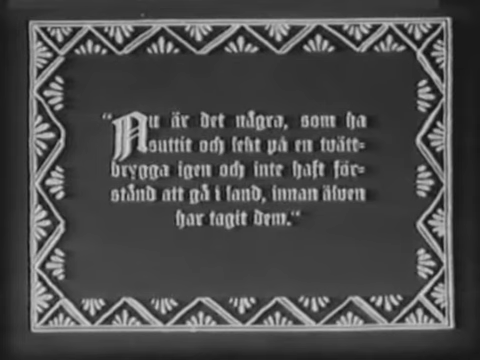 “Nu är det några, som ha
suttit och lekt på en tvätt=
brygga igen och inte haft för=
stånd att gå i land, innan älven
har tagit dem.“